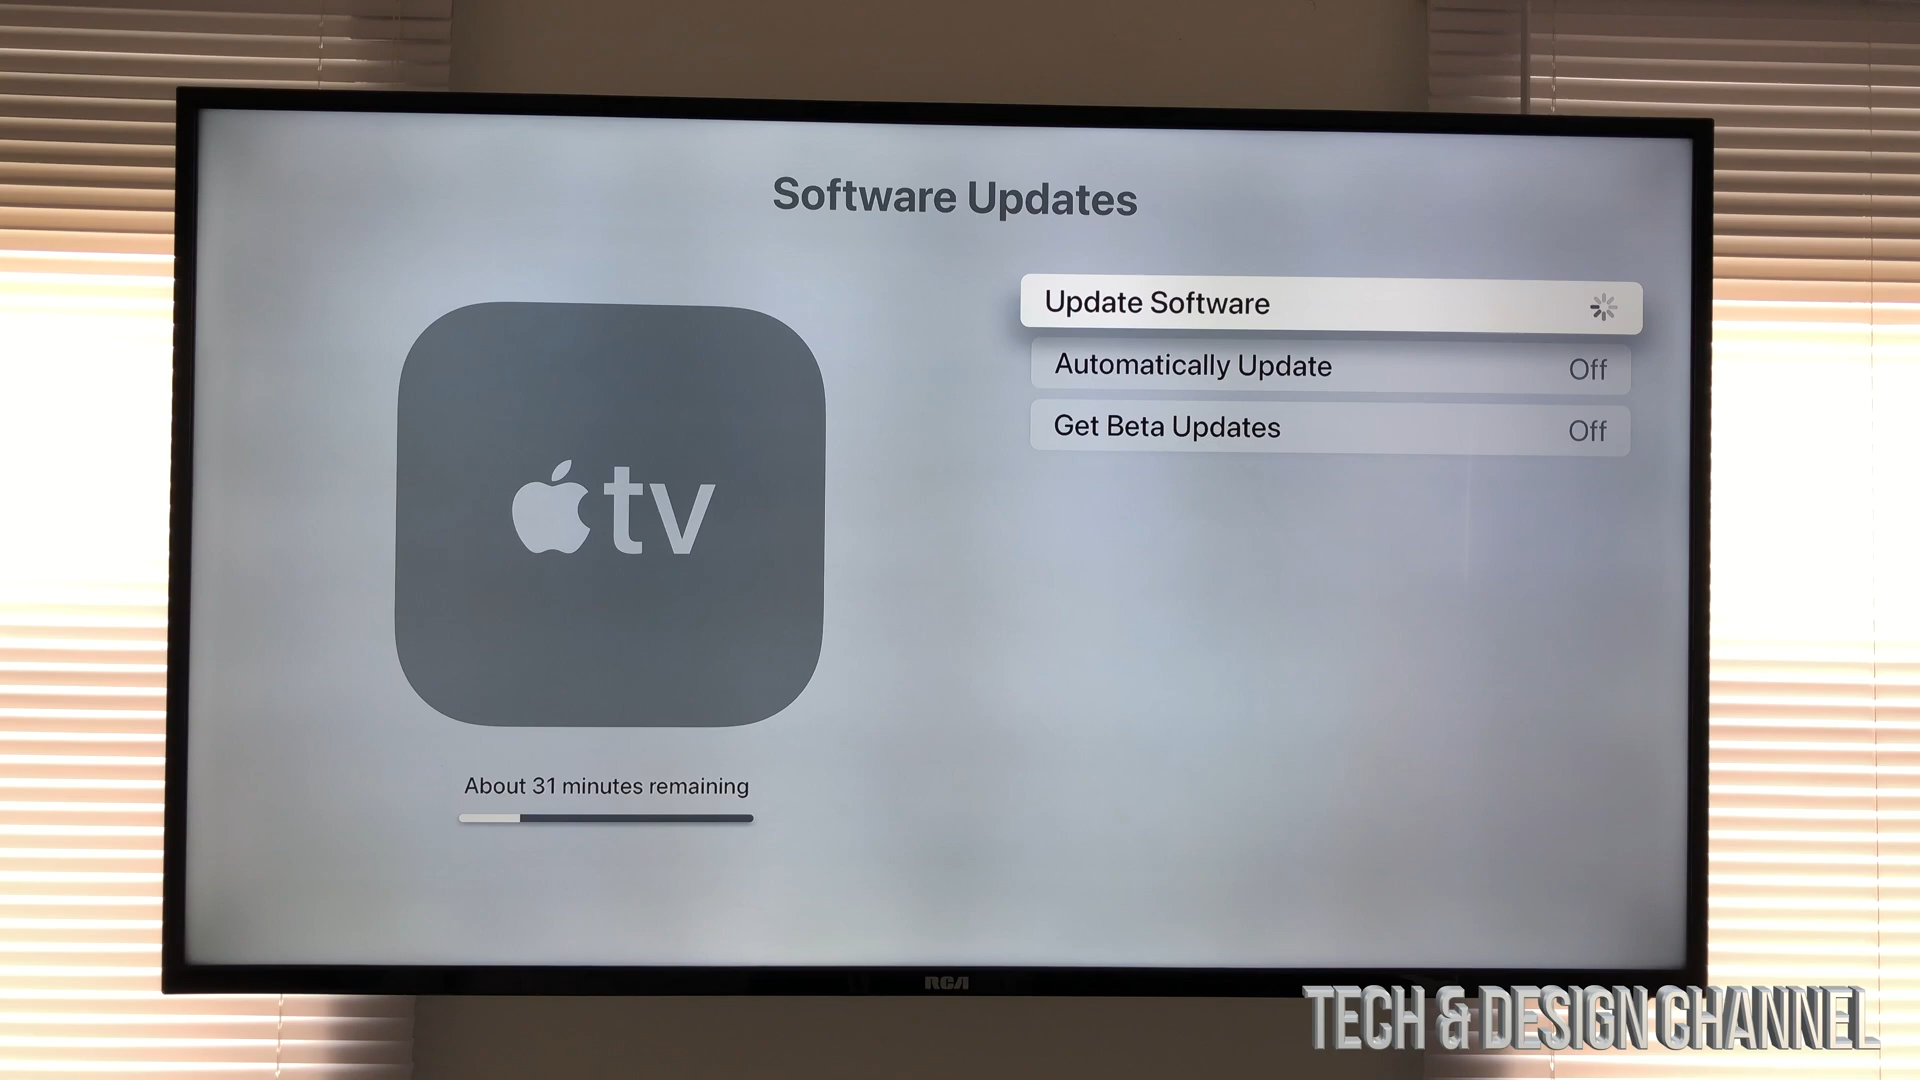 Software Updates
Update Software
Automatically Update Off
Get Beta Updates Off
tv
About 31 minutes remaining
RCA
TECH & DESIGN CHANNEL